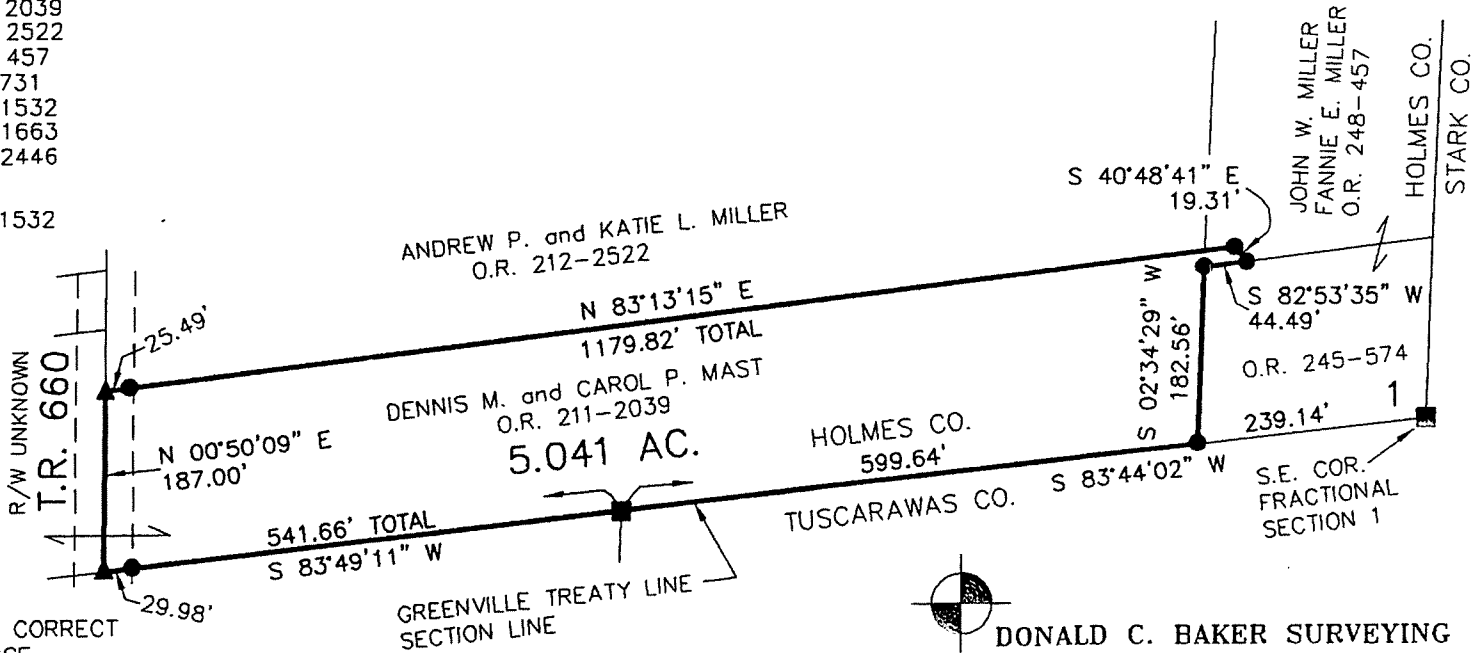 2039
2522
457
731
1532
1663
2446
1532
ANDREW P. and KATIE L. MILLER
O.R. 212-2522
N 83°13'15" E
1179.82' TOTAL
DENNIS M. and CAROL P. MAST
O.R. 211-2039
5.041 AC.
S 40°48'41" E
19.31'
JOHN W. MILLER
FANNIE E. MILLER
O.R. 248-457
HOLMES CO.
STARK CO.
25.49'
R/W UNKNOWN
T.R. 660
N 00°50'09" E
187.00'
S 02°34'29" W
182.56'
S 82°53'35" W
44.49'
O.R. 245-574
1
239.14'
HOLMES CO.
599.64'
S 83°44'02" W
TUSCARAWAS CO.
S.E. COR.
FRACTIONAL
SECTION 1
541.66' TOTAL
S 83°49'11" W
29.98'
GREENVILLE TREATY LINE
SECTION LINE
CORRECT
DONALD C. BAKER SURVEYING